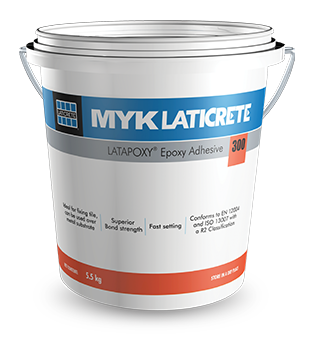 LATICRETE
MYK LATICRETE
LATAPOXY® Epoxy Adhesive 300
Ideal for fixing tile,
can be used over
metal substrate
Superior
Bond strength
Fast setting
Conforms to EN 12004
and ISO 13007 with
a R2 Classification
5.5 kg
STORE IN A DRY PLACE